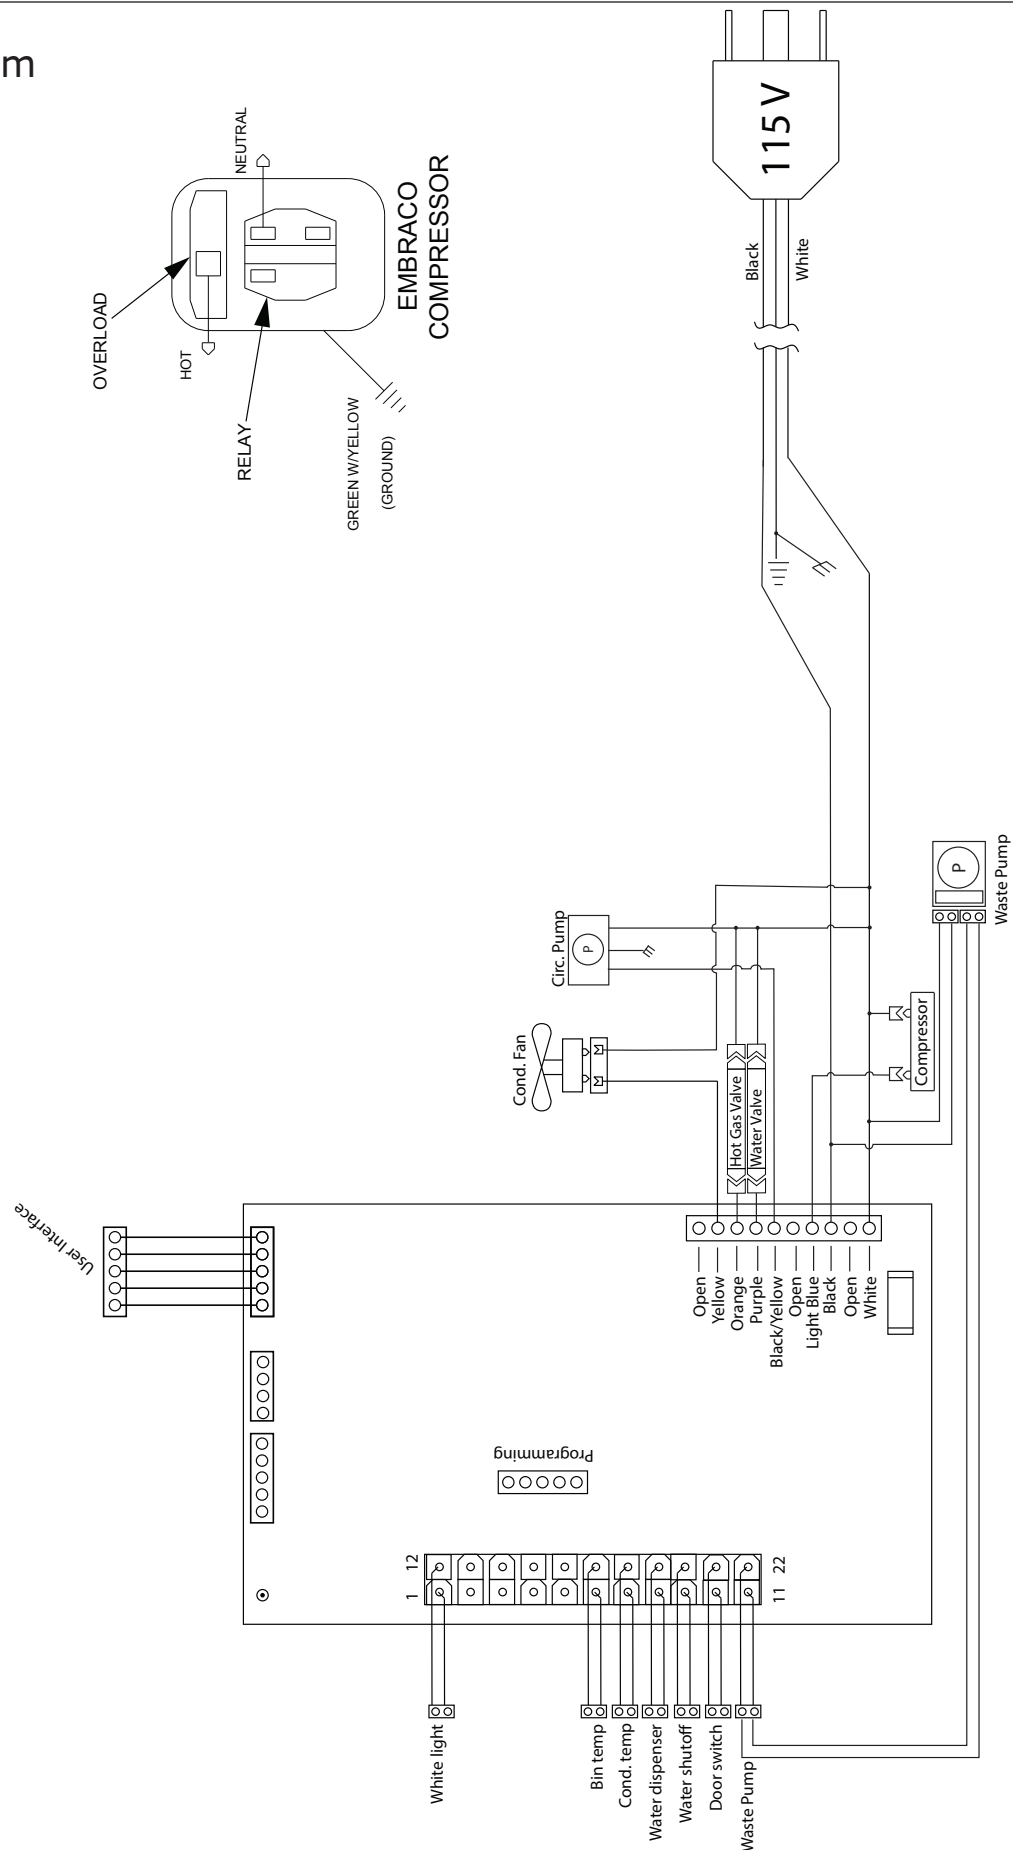 m
NEUTRAL
OVERLOAD
HOT
RELAY
GREEN W/YELLOW
(GROUND)
EMBRACO
COMPRESSOR
115 V
Black
White
User Interface
Circ. Pump
P
Cond. Fan
Hot Gas Valve
Water Valve
Compressor
P
Waste Pump
Open
Yellow
Orange
Purple
Black/Yellow
Open
Light Blue
Black
Open
White
Programming
1
12
11
22
White light
Bin temp
Cond. temp
Water dispenser
Water shutoff
Door switch
Waste Pump